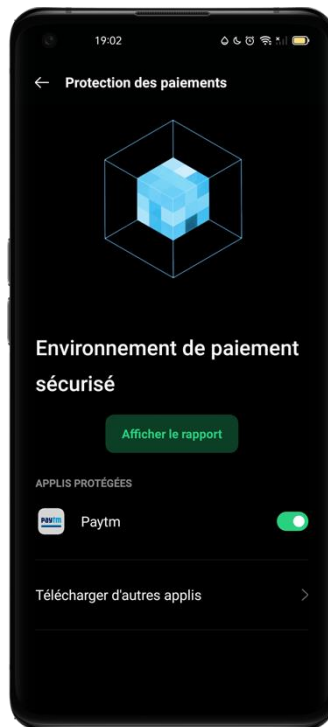 19:02
Protection des paiements
Environnement de paiement
sécurisé
Afficher le rapport
APPLIS PROTÉGÉES
Paytm
Paytm
Télécharger d'autres applis